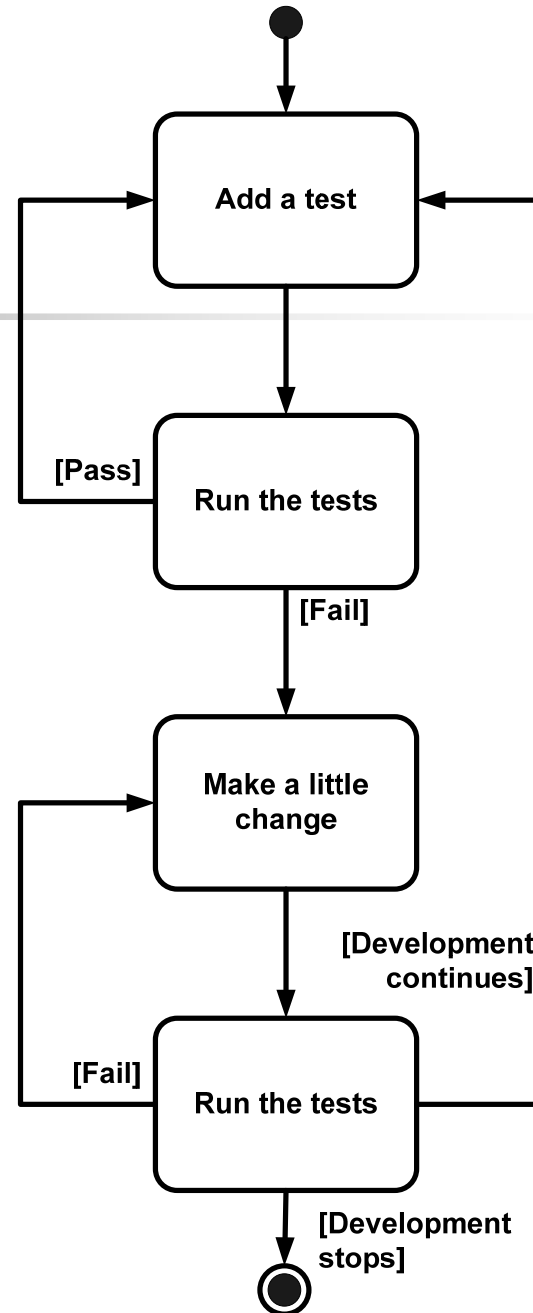 Add a test
[Pass]
Run the tests
[Fail]
Make a little
change
[Development
continues]
[Fail]
Run the tests
[Development
stops]